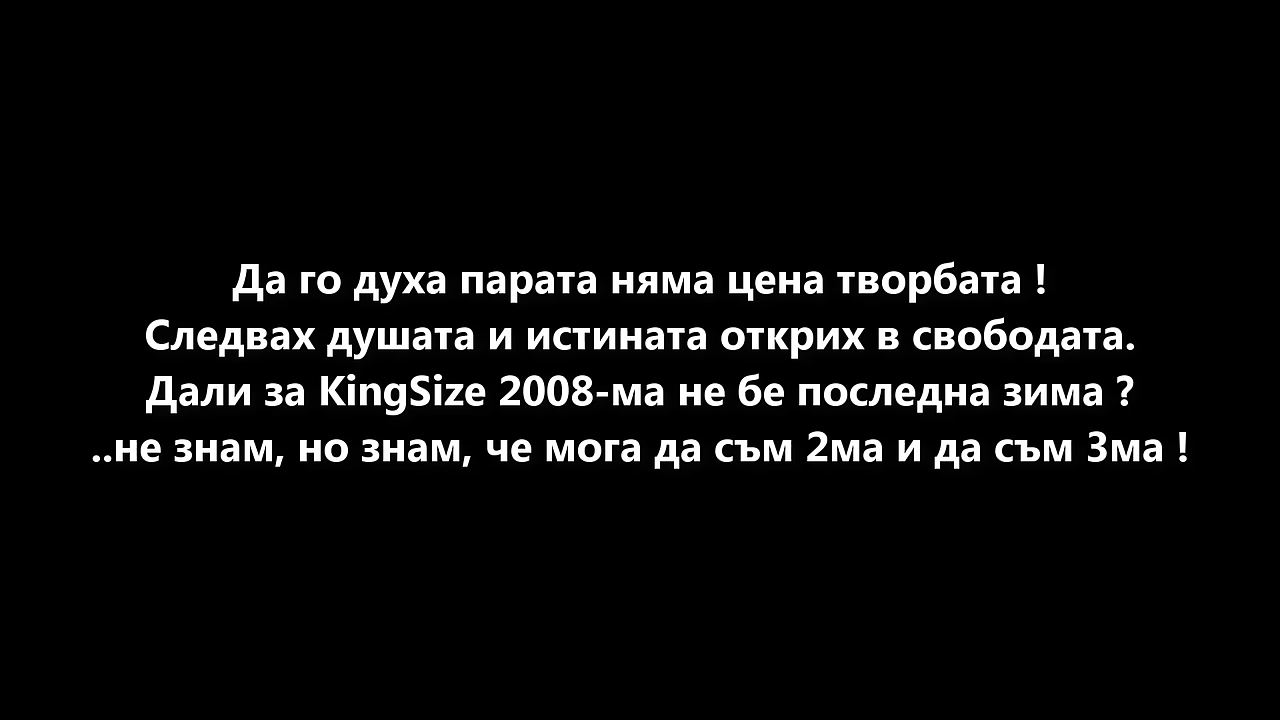 Да го духа парата няма цена творбата !
Следвах душата и истината открих в свободата.
Дали за KingSize 2008-ма не бе последна зима ?
..не знам, но знам, че мога да съм 2ма и да съм 3ма !